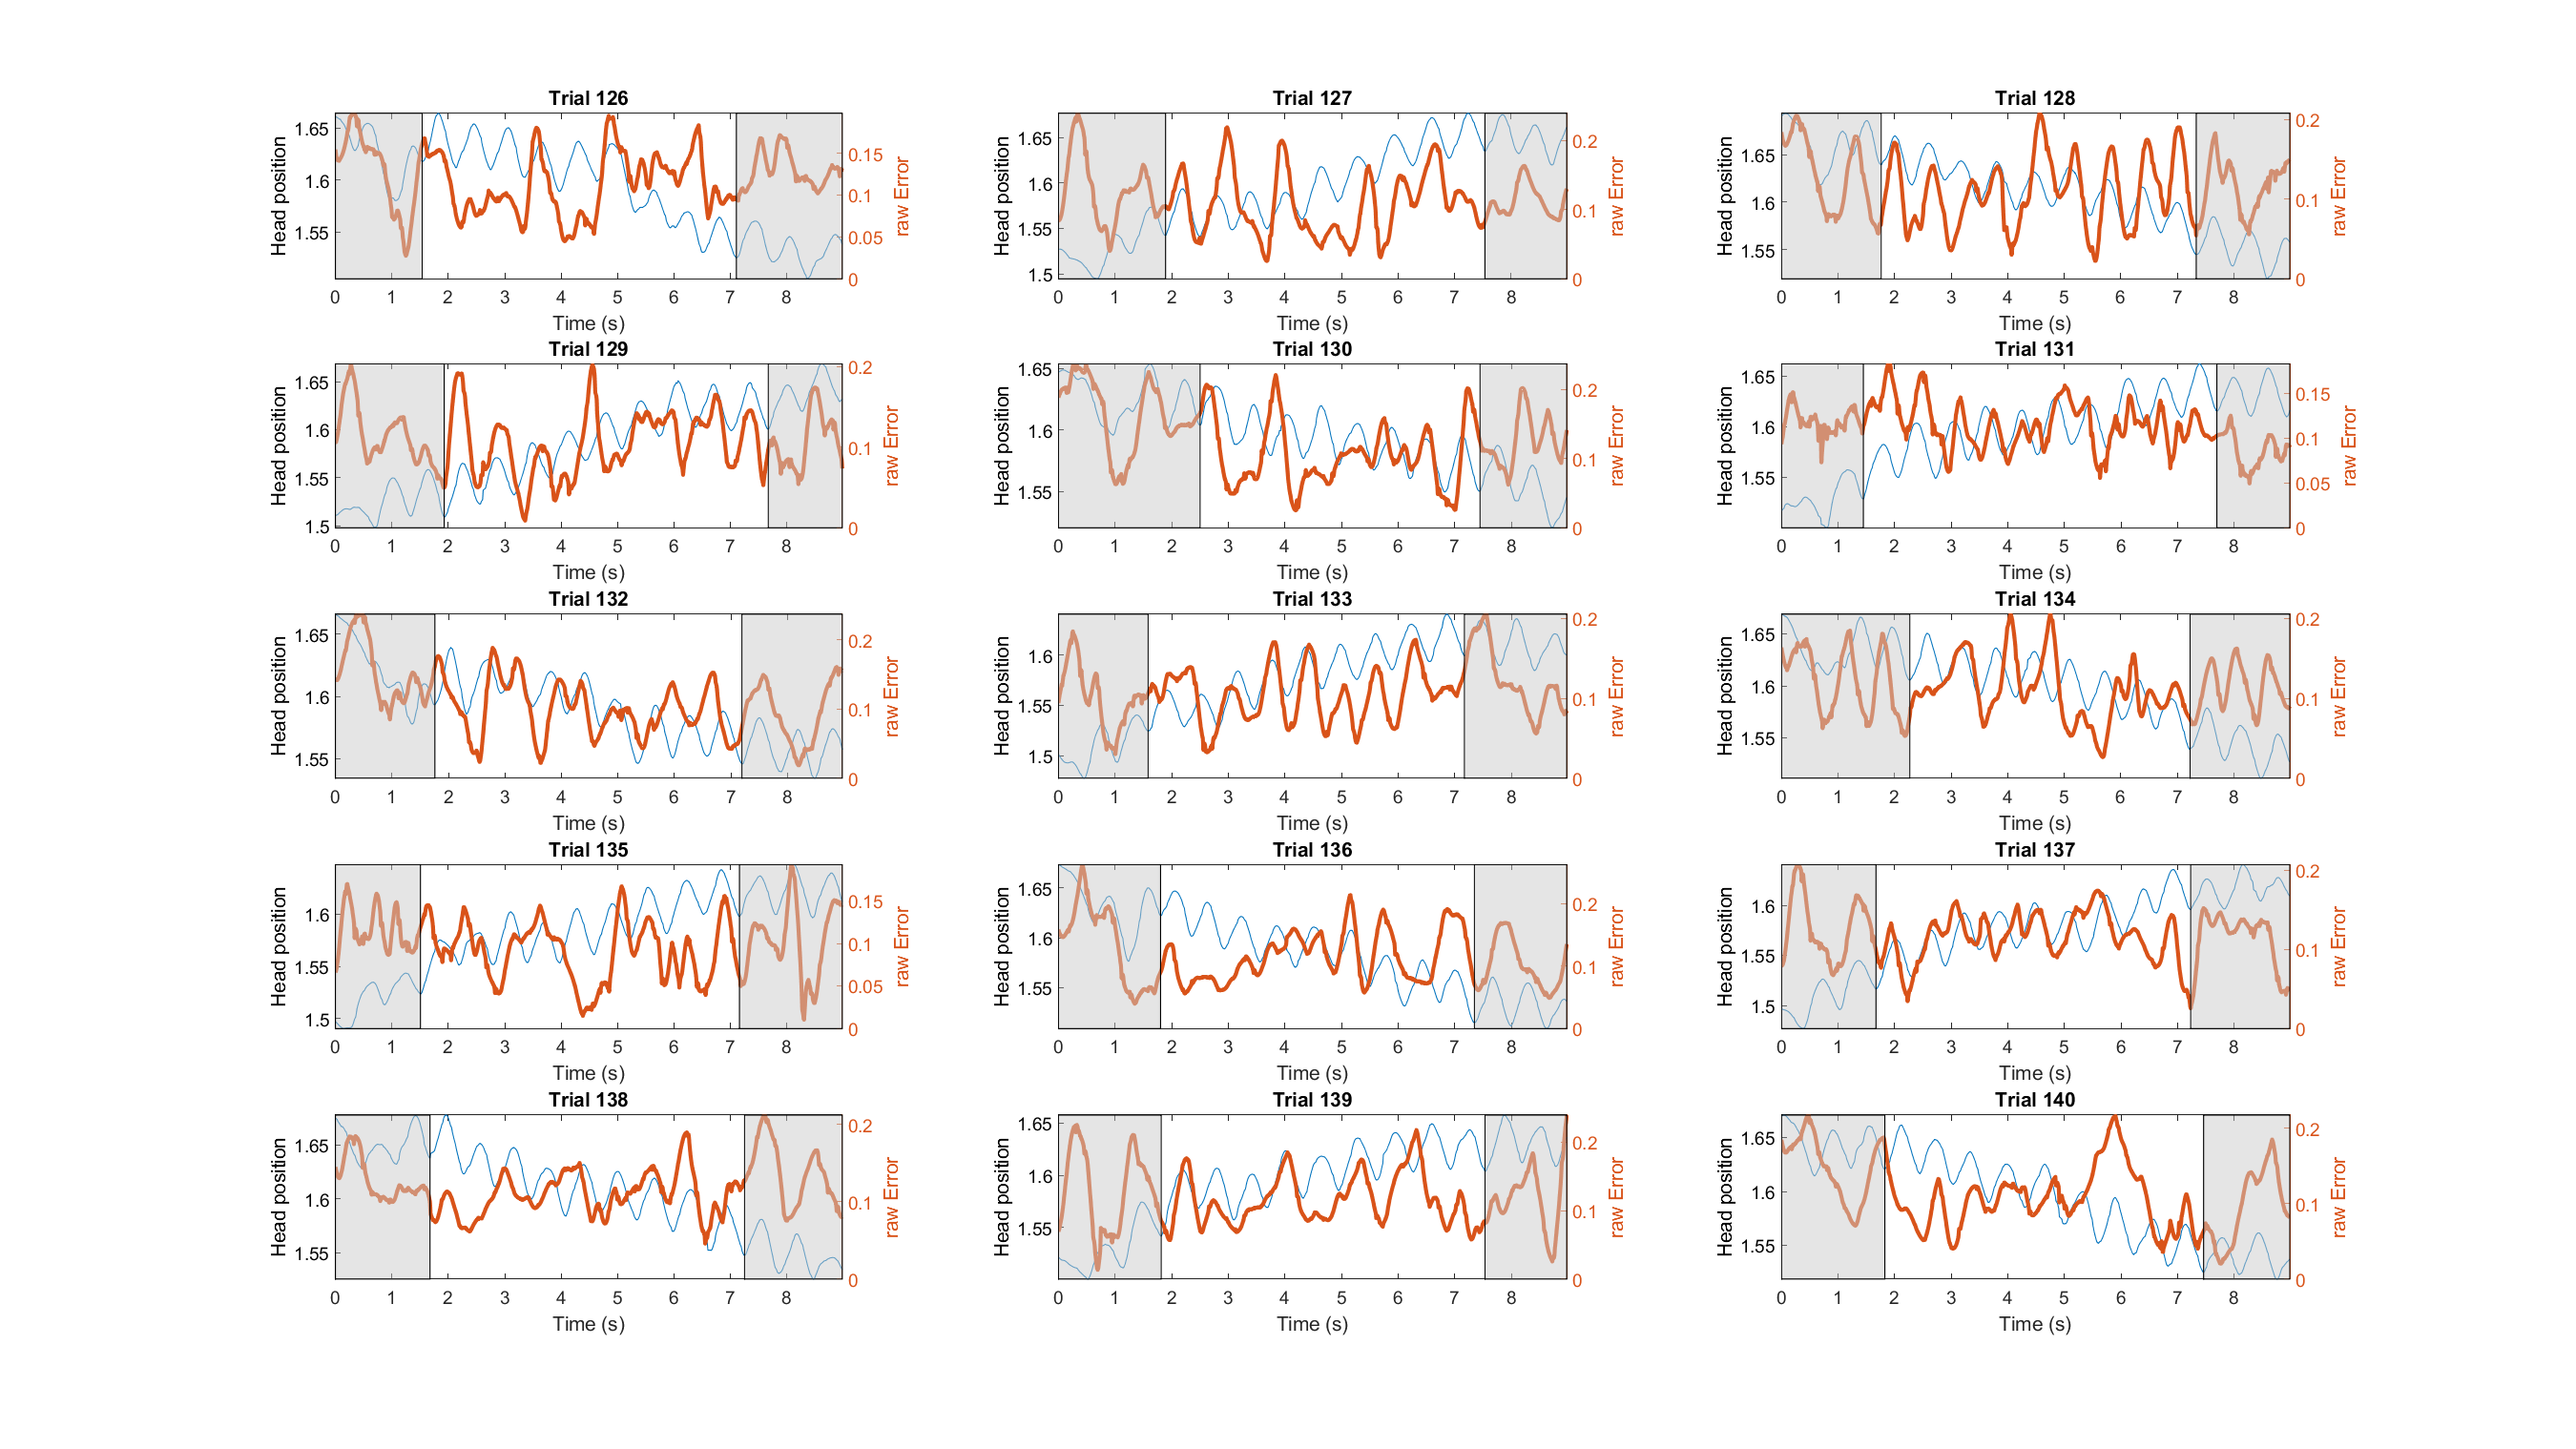 Trial 126
Head position
1.65
1.6
1.55
0.15
0.1
0.05
0
raw Error
0 1 2 3 4 5 6 7 8
Time (s)
Trial 127
Head position
1.65
1.6
1.55
1.5
0.2
0.1
0
raw Error
0 1 2 3 4 5 6 7 8
Time (s)
Trial 128
Head position
1.65
1.6
1.55
0.2
0.1
0
raw Error
0 1 2 3 4 5 6 7 8
Time (s)
Trial 129
Head position
1.65
1.6
1.55
1.5
0.2
0.1
0
raw Error
0 1 2 3 4 5 6 7 8
Time (s)
Trial 130
Head position
1.65
1.6
1.55
0.2
0.1
0
raw Error
0 1 2 3 4 5 6 7 8
Time (s)
Trial 131
Head position
1.65
1.6
1.55
0.15
0.1
0.05
0
raw Error
0 1 2 3 4 5 6 7 8
Time (s)
Trial 132
Head position
1.65
1.6
1.55
0.2
0.1
0
raw Error
0 1 2 3 4 5 6 7 8
Time (s)
Trial 133
Head position
1.6
1.55
1.5
0.2
0.1
0
raw Error
0 1 2 3 4 5 6 7 8
Time (s)
Trial 134
Head position
1.65
1.6
1.55
0.2
0.1
0
raw Error
0 1 2 3 4 5 6 7 8
Time (s)
Trial 135
Head position
1.6
1.55
1.5
0.15
0.1
0.05
0
raw Error
0 1 2 3 4 5 6 7 8
Time (s)
Trial 136
Head position
1.65
1.6
1.55
0.2
0.1
0
raw Error
0 1 2 3 4 5 6 7 8
Time (s)
Trial 137
Head position
1.6
1.55
1.5
0.2
0.1
0
raw Error
0 1 2 3 4 5 6 7 8
Time (s)
Trial 138
Head position
1.65
1.6
1.55
0.2
0.1
0
raw Error
0 1 2 3 4 5 6 7 8
Time (s)
Trial 139
Head position
1.65
1.6
1.55
0.2
0.1
0
raw Error
0 1 2 3 4 5 6 7 8
Time (s)
Trial 140
Head position
1.65
1.6
1.55
0.2
0.1
0
raw Error
0 1 2 3 4 5 6 7 8
Time (s)